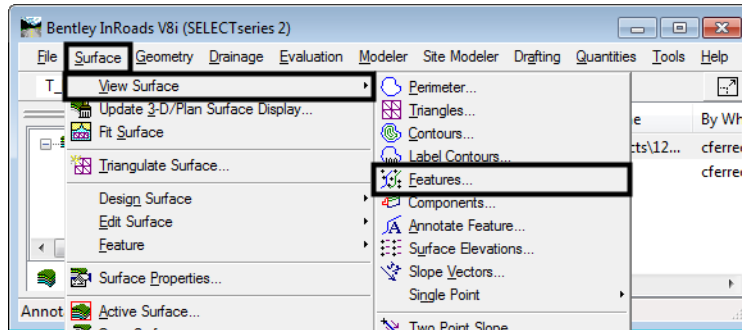 Bentley InRoads V8i (SELECTseries 2)
File Surface Geometry Drainage Evaluation Modeler Site Modeler Drafting Quantities Tools Help
T_
View Surface
Perimeter...
Update 3-D/Plan Surface Display...
Triangles...
By Wh
Fit Surface
Contours...
cts\12... cferre
Label Contours...
cferre
Triangulate Surface...
Features...
Design Surface
Components...
Edit Surface
Annotate Feature...
Feature
Surface Elevations...
Surface Properties...
Slope Vectors...
Single Point
Annot
Active Surface...
Two Point Slope